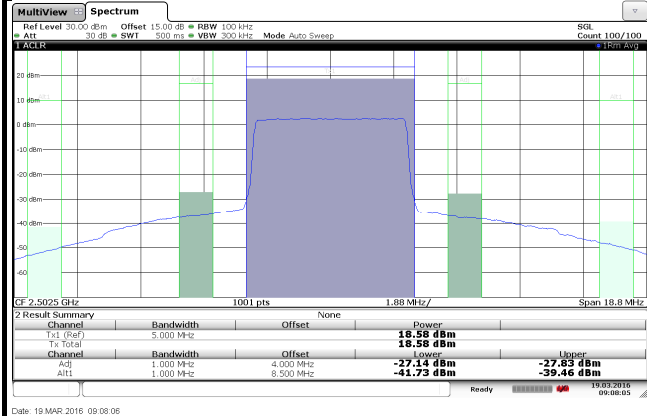 MultiView Spectrum
Ref Level 30.00 dBm Offset 15.00 dB RBW 100 kHz SGL
Att 30 dB SWT 500 ms VBW 300 kHz Mode Auto Sweep Count 100/100
1 ACLR 1Rm Avg
20 dBm
Adj Adj
10 dBm
Alt1 Alt1
0 dBm
-10 dBm
-20 dBm
-30 dBm
-40 dBm
-50
-60
CF 2.5025 GHz 1001 pts 1.88 MHz/ Span 18.8 MHz
2 Result Summary None
Channel Bandwidth Offset Power
Tx1 (Ref) 5.000 MHz 18.58 dBm
Tx Total 18.58 dBm
Channel Bandwidth Offset Lower Upper
Adj 1.000 MHz 4.000 MHz -27.14 dBm -27.83 dBm
Alt1 1.000 MHz 8.500 MHz -41.73 dBm -39.46 dBm
Ready 19.03.2016
09:08:05
Date: 19.MAR.2016 09:08:06